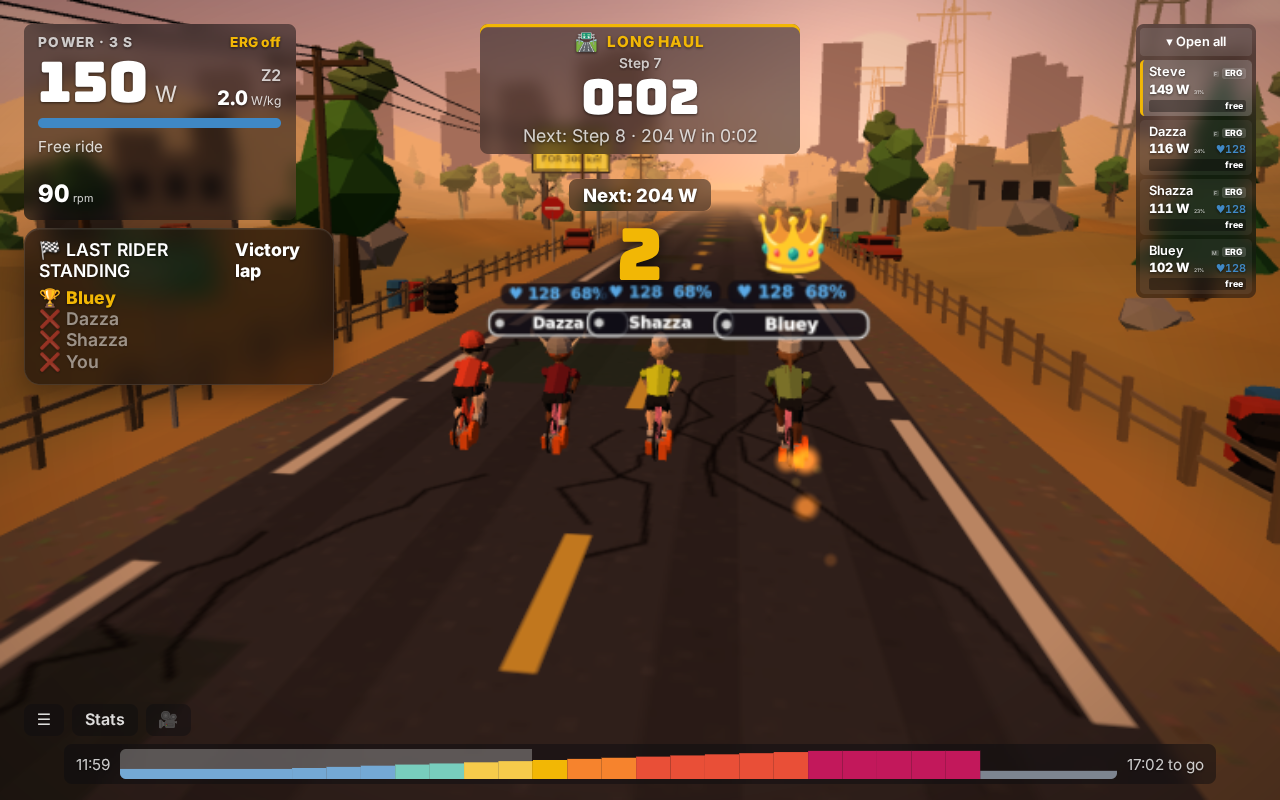 POWER · 3 S
ERG off
150 W
Z2
2.0 W/kg
Free ride
90 rpm
🏁 LAST RIDER STANDING
Victory lap
🏆 Bluey
❌ Dazza
❌ Shazza
❌ You
🛣️ LONG HAUL
Step 7
0:02
Next: Step 8 · 204 W in 0:02
Next: 204 W
2
♥ 128 68%
♥ 128 68%
♥ 128 68%
Dazza
Shazza
Bluey
▾ Open all
Steve
F ERG
149 W
free
Dazza
F ERG
116 W 24% ♥128
free
Shazza
F ERG
111 W 23% ♥128
free
Bluey
M ERG
102 W 21% ♥128
free
☰
Stats
11:59
17:02 to go